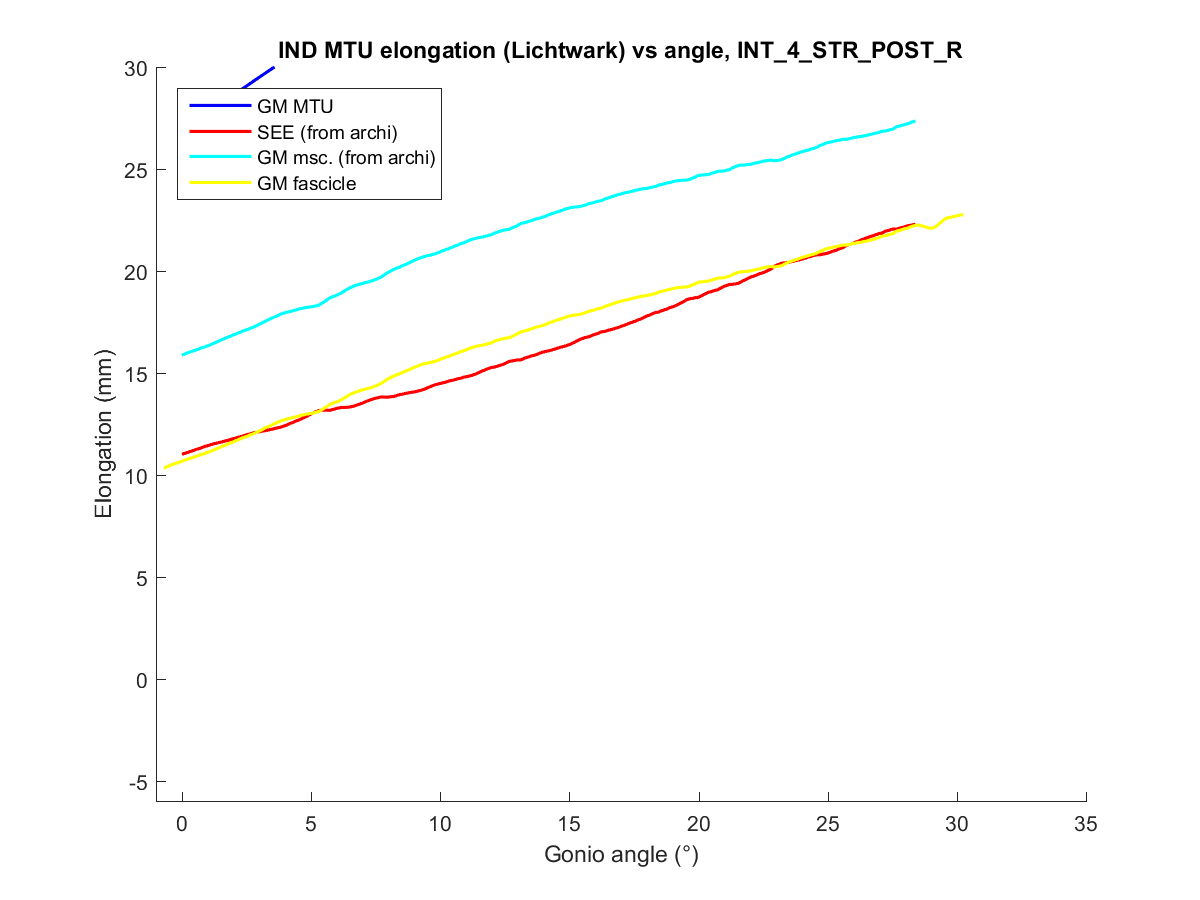 IND MTU elongation (Lichtwark) vs angle, INT_4_STR_POST_R
30
25
20
15
10
5
0
-5
GM MTU
SEE (from archi)
GM msc. (from archi)
GM fascicle
Elongation (mm)
0 5 10 15 20 25 30 35
Gonio angle (°)